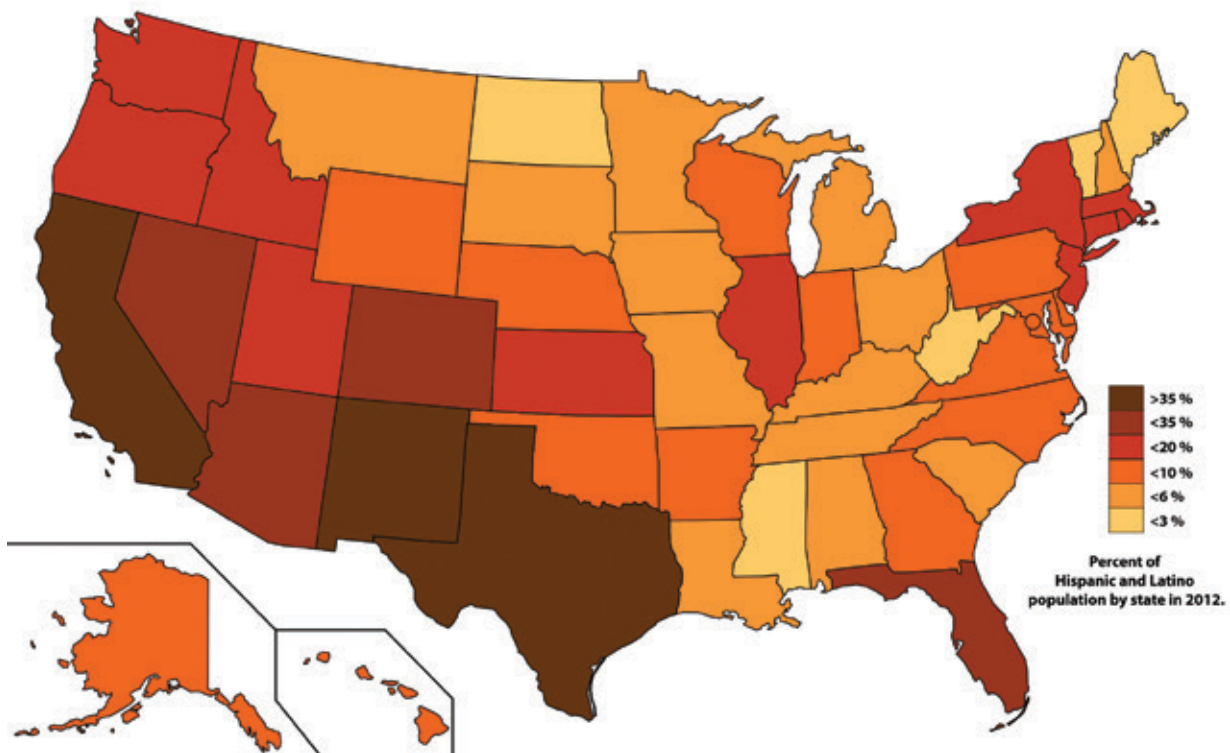 >35 %
<35 %
<20 %
<10 %
<6 %
<3 %
Percent of
Hispanic and Latino
population by state in 2012.